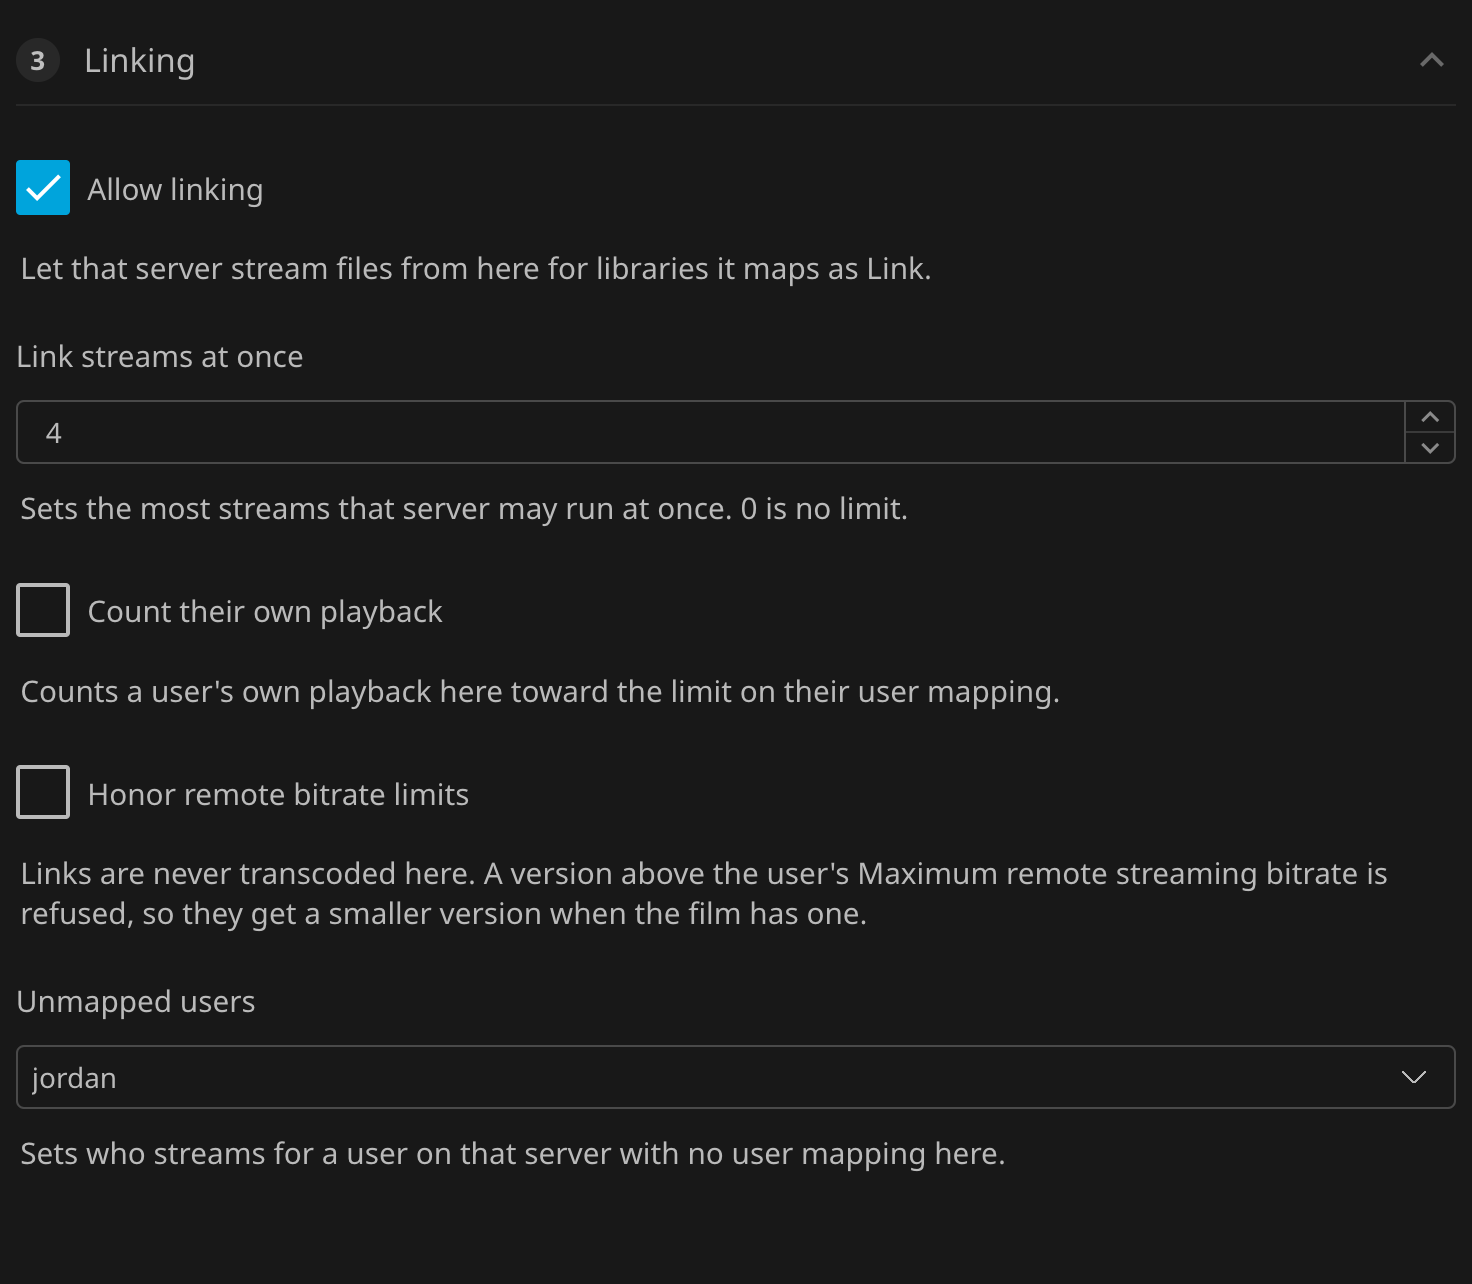 3 Linking
Allow linking
Let that server stream files from here for libraries it maps as Link.
Link streams at once
4
Sets the most streams that server may run at once. 0 is no limit.
Count their own playback
Counts a user's own playback here toward the limit on their user mapping.
Honor remote bitrate limits
Links are never transcoded here. A version above the user's Maximum remote streaming bitrate is
refused, so they get a smaller version when the film has one.
Unmapped users
jordan
Sets who streams for a user on that server with no user mapping here.